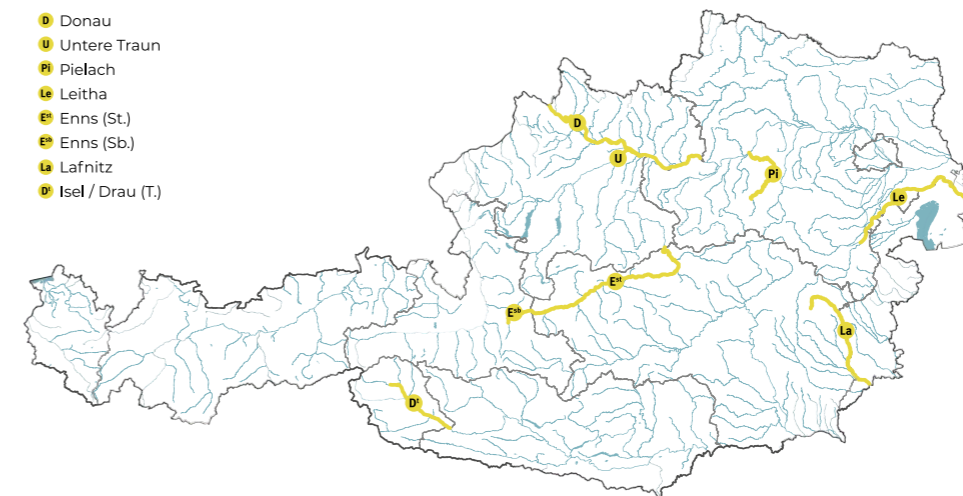 D Donau
U Untere Traun
Pi Pielach
Le Leitha
Eˢᵗ Enns (St.)
Eˢᵇ Enns (Sb.)
La Lafnitz
Dᵗ Isel / Drau (T.)
D
U
Pi
Le
Eˢᵗ
Eˢᵇ
La
Dᵗ